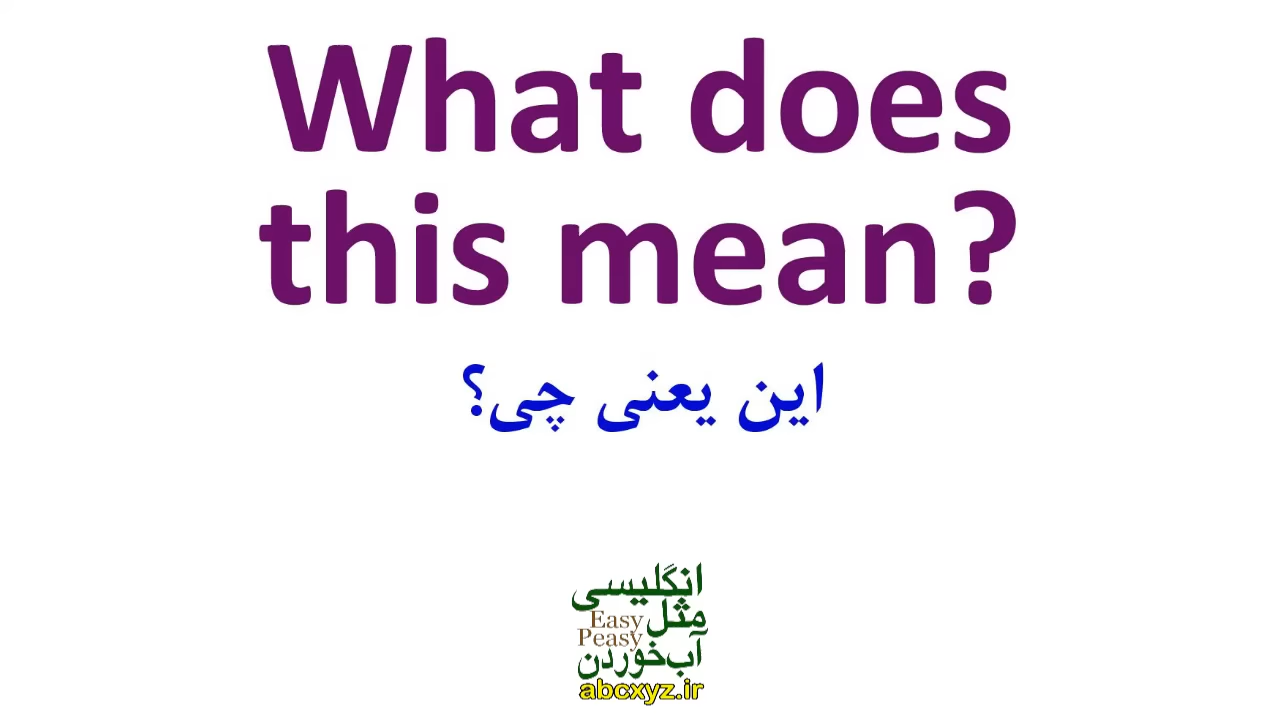 What does
this mean?
این یعنی چی؟
انگلیسی
مثل
Easy
Peasy
آب‌خوردن
abcxyz.ir